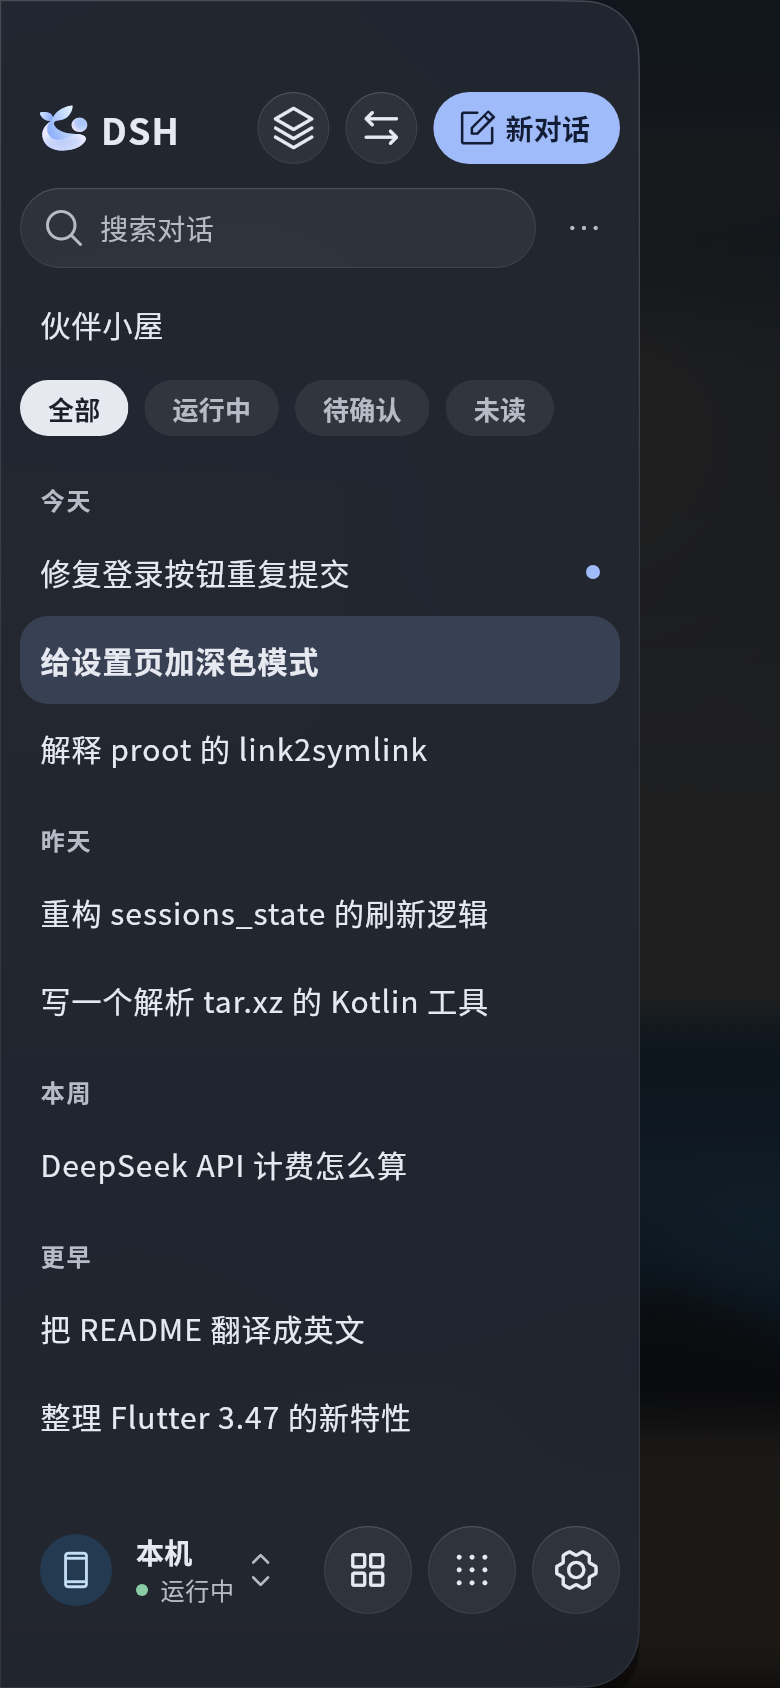 DSH
新对话
搜索对话
伙伴小屋
全部 运行中 待确认 未读
今天
修复登录按钮重复提交
给设置页加深色模式
解释 proot 的 link2symlink
昨天
重构 sessions_state 的刷新逻辑
写一个解析 tar.xz 的 Kotlin 工具
本周
DeepSeek API 计费怎么算
更早
把 README 翻译成英文
整理 Flutter 3.47 的新特性
本机
运行中